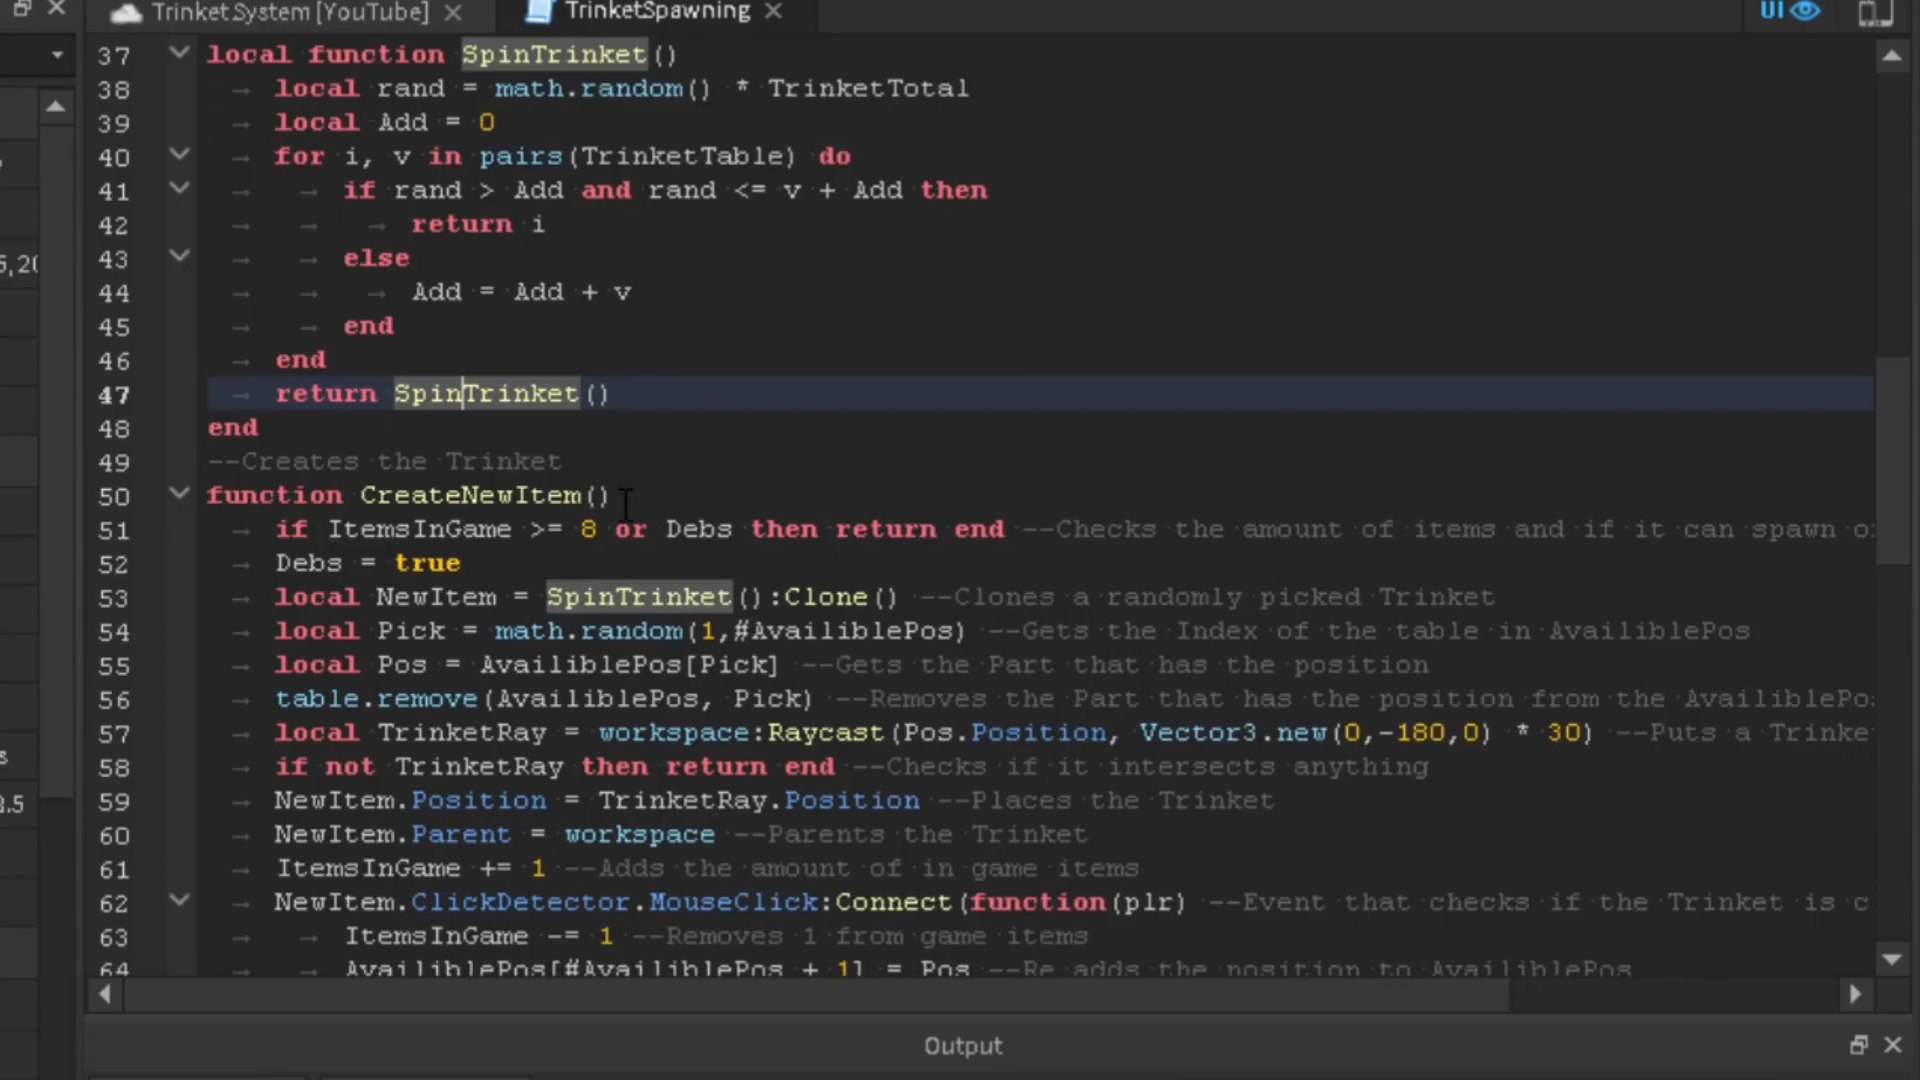 Trinket System [YouTube]
TrinketSpawning
UI
37 local function SpinTrinket()
38 local rand = math.random() * TrinketTotal
39 local Add = 0
40 for i, v in pairs(TrinketTable) do
41 if rand > Add and rand <= v + Add then
42 return i
43 else
44 Add = Add + v
45 end
46 end
47 return SpinTrinket()
48 end
49 --Creates the Trinket
50 function CreateNewItem()
51 if ItemsInGame >= 8 or Debs then return end --Checks the amount of items and if it can spawn o
52 Debs = true
53 local NewItem = SpinTrinket():Clone() --Clones a randomly picked Trinket
54 local Pick = math.random(1,#AvailiblePos) --Gets the Index of the table in AvailiblePos
55 local Pos = AvailiblePos[Pick] --Gets the Part that has the position
56 table.remove(AvailiblePos, Pick) --Removes the Part that has the position from the AvailiblePo
57 local TrinketRay = workspace:Raycast(Pos.Position, Vector3.new(0,-180,0) * 30) --Puts a Trinke
58 if not TrinketRay then return end --Checks if it intersects anything
59 NewItem.Position = TrinketRay.Position --Places the Trinket
60 NewItem.Parent = workspace --Parents the Trinket
61 ItemsInGame += 1 --Adds the amount of in game items
62 NewItem.ClickDetector.MouseClick:Connect(function(plr) --Event that checks if the Trinket is c
63 ItemsInGame -= 1 --Removes 1 from game items
64 AvailiblePos[#AvailiblePos + 1] = Pos --Re adds the position to AvailiblePos
Output